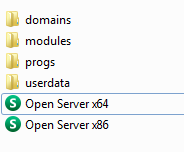 domains
modules
progs
userdata
Open Server x64
Open Server x86